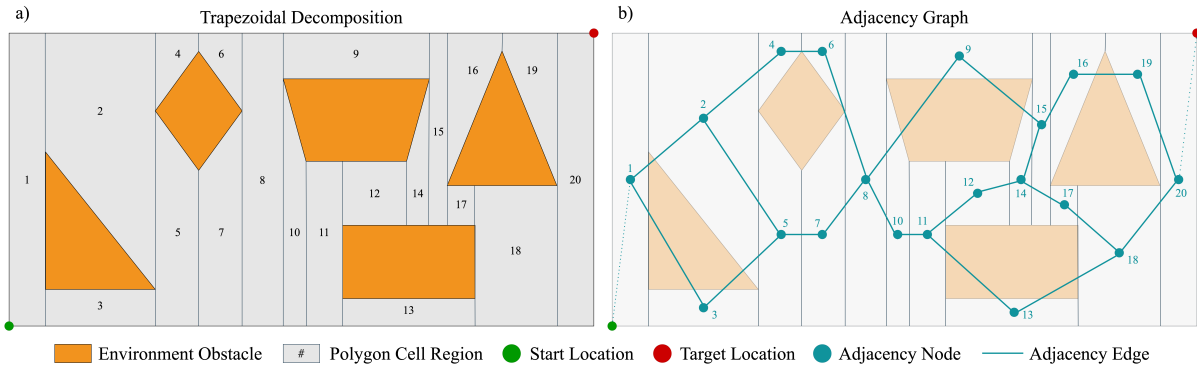 a) Trapezoidal Decomposition
4 6 9 16 19
2
15
1 8 20
12 14
17
5 7 10 11 18
3
13
b) Adjacency Graph
4 6 9
16 19
2 15
1
12 14 17
8 20
5 7 10 11
18
3 13
Environment Obstacle
# Polygon Cell Region
Start Location
Target Location
Adjacency Node
Adjacency Edge